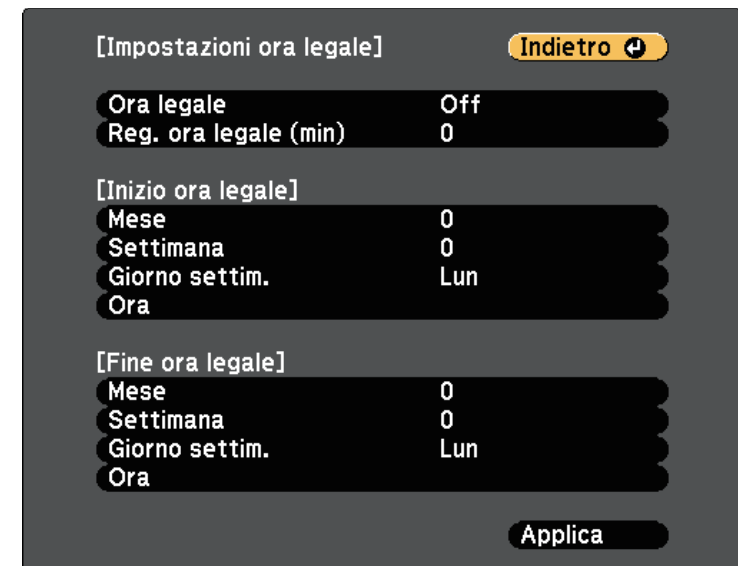 [Impostazioni ora legale] Indietro
Ora legale Off
Reg. ora legale (min) 0
[Inizio ora legale]
Mese 0
Settimana 0
Giorno settim. Lun
Ora
[Fine ora legale]
Mese 0
Settimana 0
Giorno settim. Lun
Ora
Applica